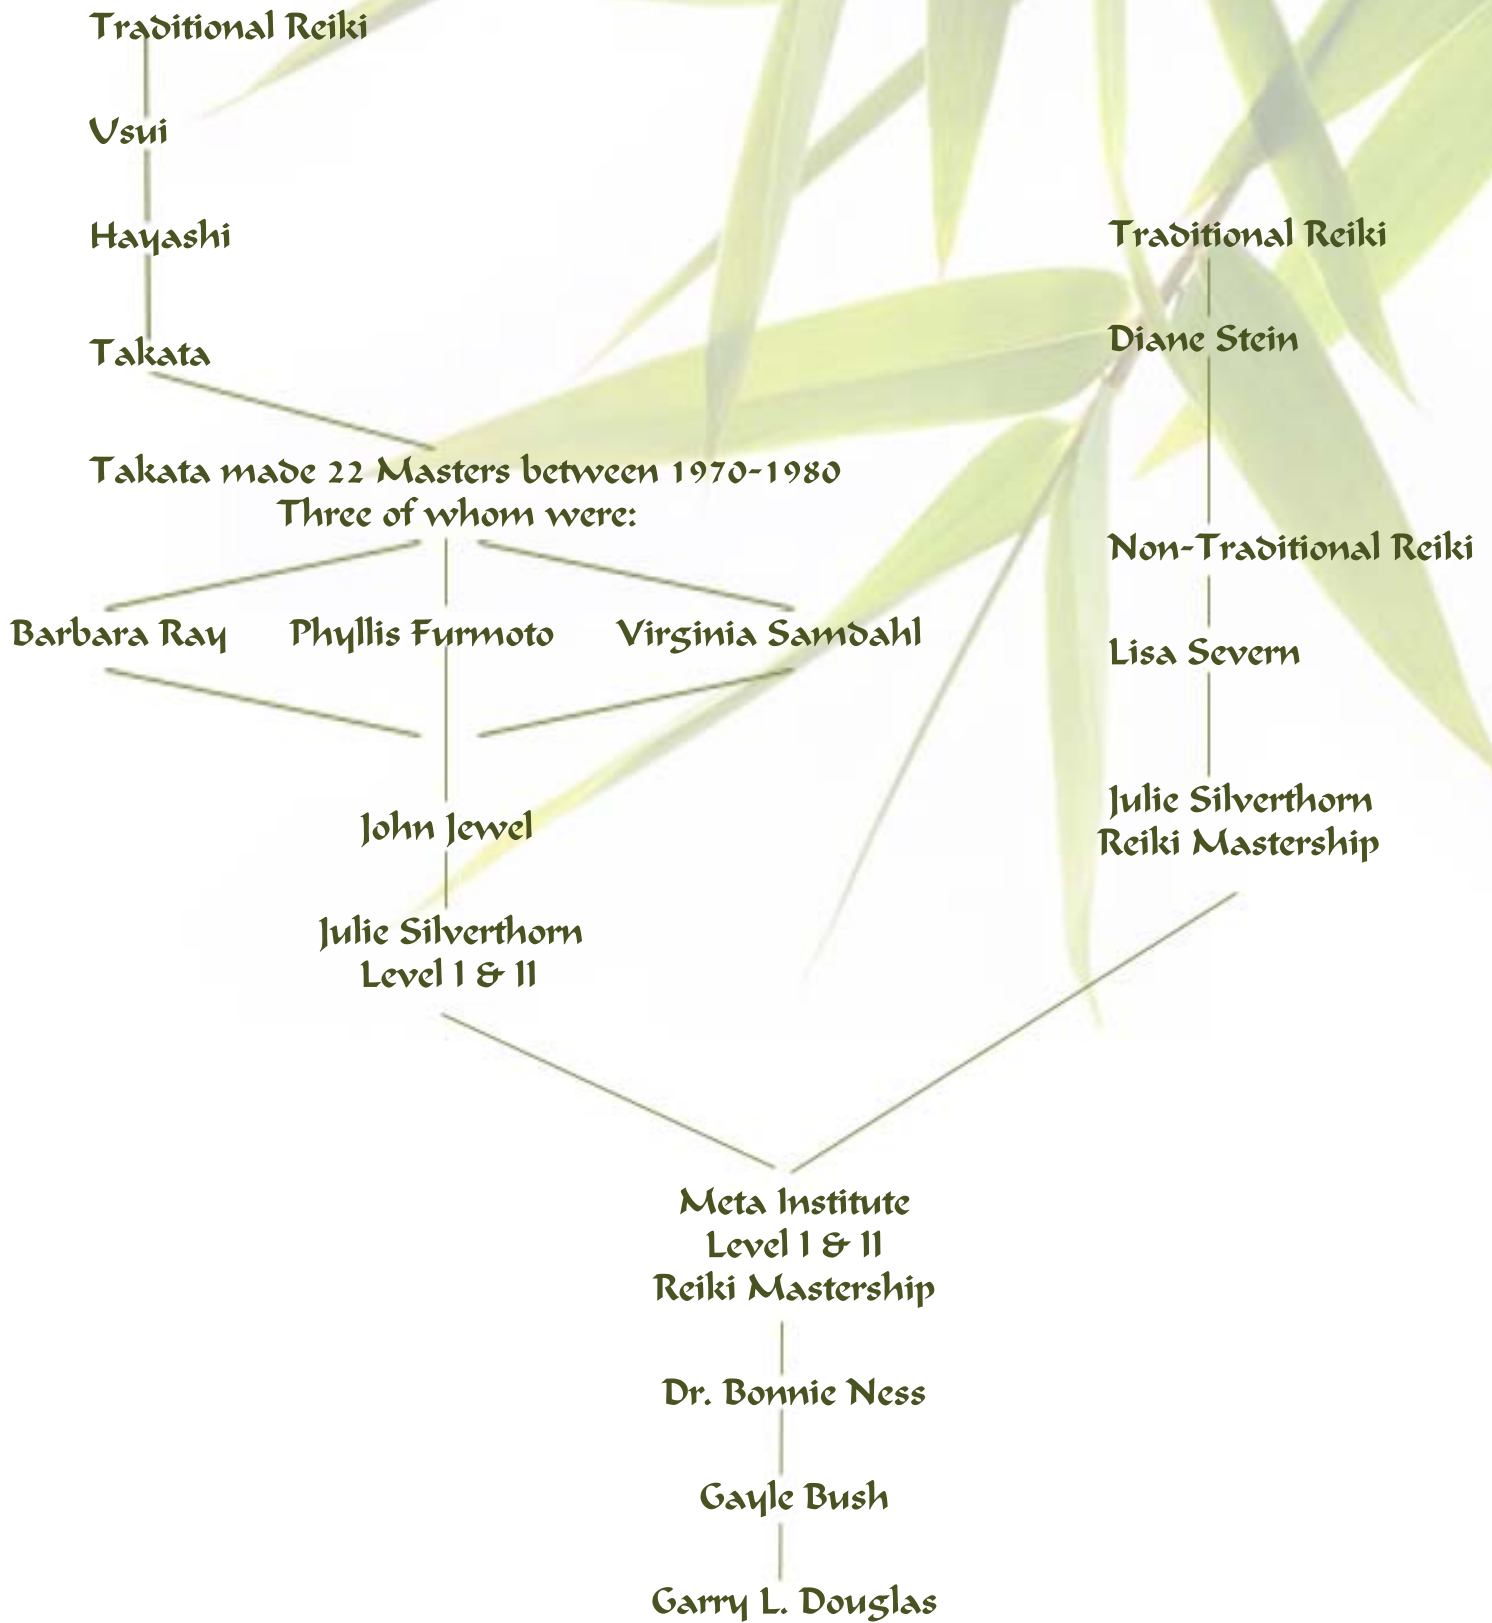 Traditional Reiki
Usui
Hayashi
Takata
Takata made 22 Masters between 1970-1980
Three of whom were:
Barbara Ray
Phyllis Furmoto
Virginia Samdahl
John Jewel
Julie Silverthorn
Level I & II
Traditional Reiki
Diane Stein
Non-Traditional Reiki
Lisa Severn
Julie Silverthorn
Reiki Mastership
Meta Institute
Level I & II
Reiki Mastership
Dr. Bonnie Ness
Gayle Bush
Garry L. Douglas